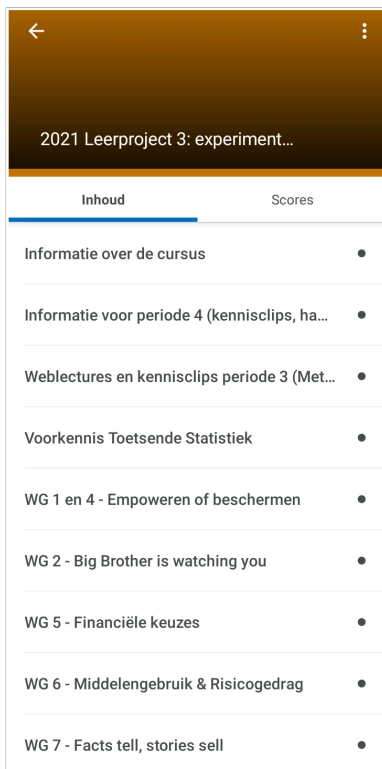 2021 Leerproject 3: experiment...
Inhoud
Scores
Informatie over de cursus
Informatie voor periode 4 (kennisclips, ha...
Weblectures en kennisclips periode 3 (Met...
Voorkennis Toetsende Statistiek
WG 1 en 4 - Empoweren of beschermen
WG 2 - Big Brother is watching you
WG 5 - Financiële keuzes
WG 6 - Middelengebruik & Risicogedrag
WG 7 - Facts tell, stories sell